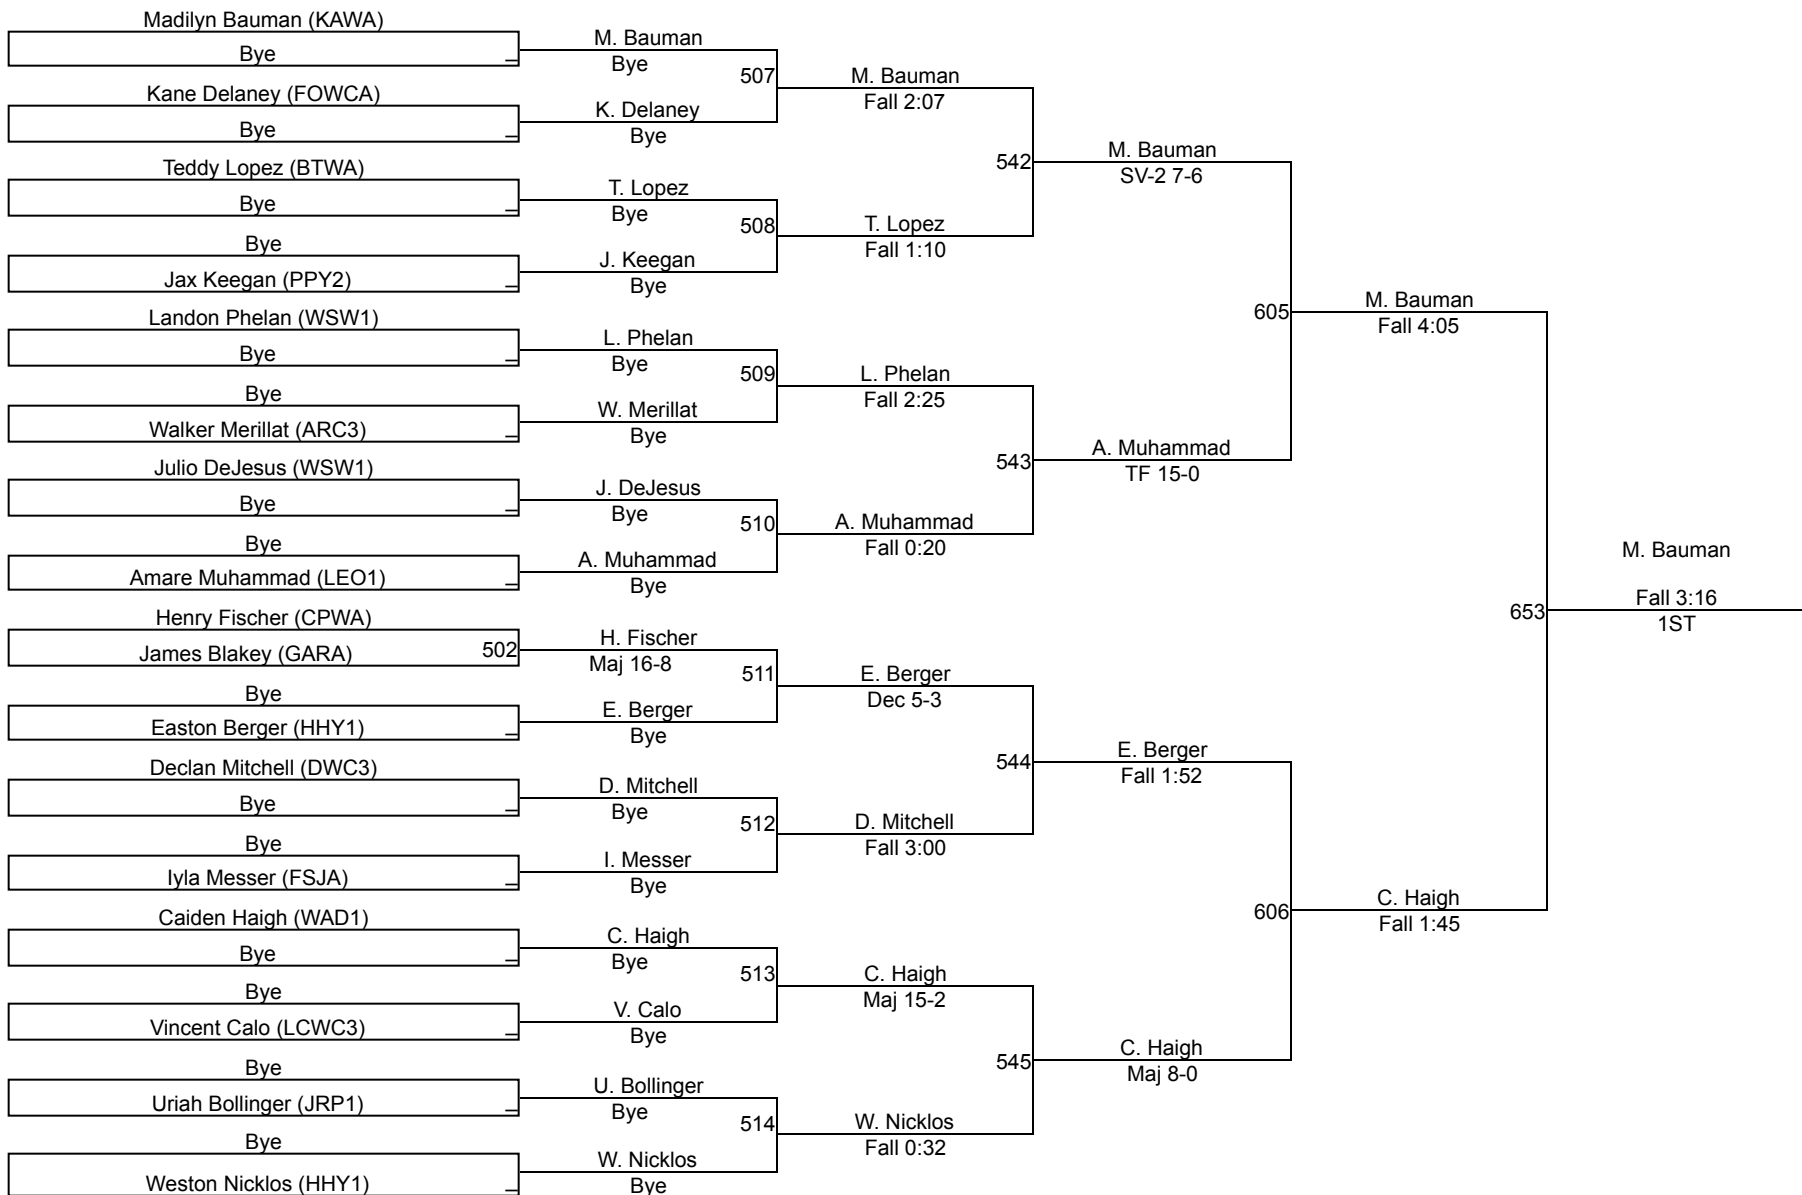 Madilyn Bauman (KAWA)
Bye
Kane Delaney (FOWCA)
Bye
Teddy Lopez (BTWA)
Bye
Bye
Jax Keegan (PPY2)
Landon Phelan (WSW1)
Bye
Bye
Walker Merillat (ARC3)
Julio DeJesus (WSW1)
Bye
Bye
Amare Muhammad (LEO1)
Henry Fischer (CPWA)
James Blakey (GARA) 502
Bye
Easton Berger (HHY1)
Declan Mitchell (DWC3)
Bye
Bye
Iyla Messer (FSJA)
Caiden Haigh (WAD1)
Bye
Bye
Vincent Calo (LCWC3)
Bye
Uriah Bollinger (JRP1)
Bye
Weston Nicklos (HHY1)
M. Bauman
Bye
507
K. Delaney
Bye
T. Lopez
Bye
508
J. Keegan
Bye
L. Phelan
Bye
509
W. Merillat
Bye
J. DeJesus
Bye
510
A. Muhammad
Bye
H. Fischer
Maj 16-8
511
E. Berger
Bye
D. Mitchell
Bye
512
I. Messer
Bye
C. Haigh
Bye
513
V. Calo
Bye
U. Bollinger
Bye
514
W. Nicklos
Bye
M. Bauman
Fall 2:07
542
T. Lopez
Fall 1:10
L. Phelan
Fall 2:25
543
A. Muhammad
Fall 0:20
E. Berger
Dec 5-3
544
D. Mitchell
Fall 3:00
C. Haigh
Maj 15-2
545
W. Nicklos
Fall 0:32
M. Bauman
SV-2 7-6
605
A. Muhammad
TF 15-0
E. Berger
Fall 1:52
606
C. Haigh
Maj 8-0
M. Bauman
Fall 4:05
653
C. Haigh
Fall 1:45
M. Bauman
Fall 3:16
1ST